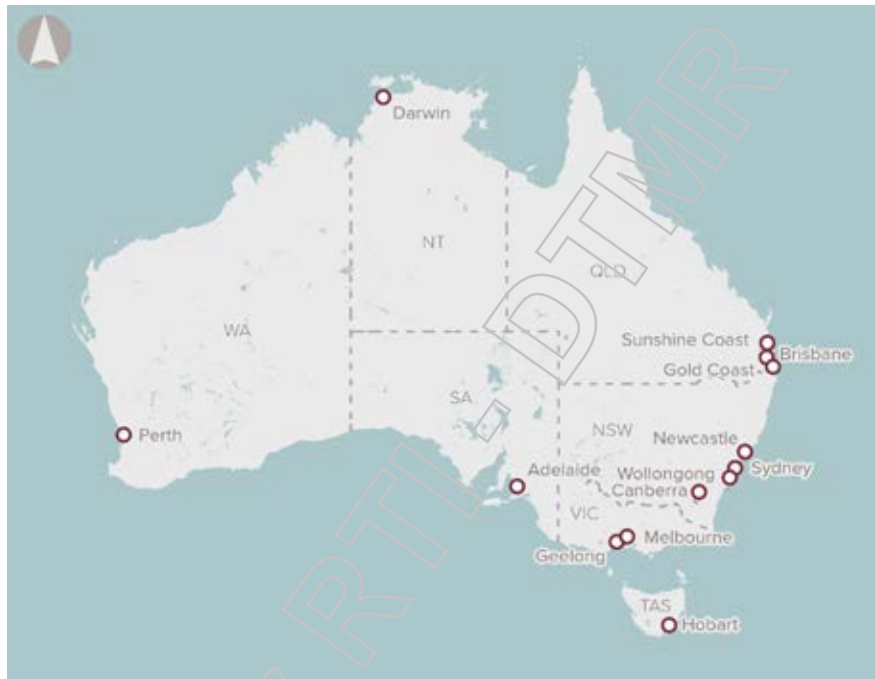 Darwin
NT
QLD
WA
Sunshine Coast
Brisbane
Gold Coast
SA
NSW
Newcastle
Perth
Adelaide
Wollongong
Sydney
Canberra
VIC
Melbourne
Geelong
TAS
Hobart
RTI - DTMR